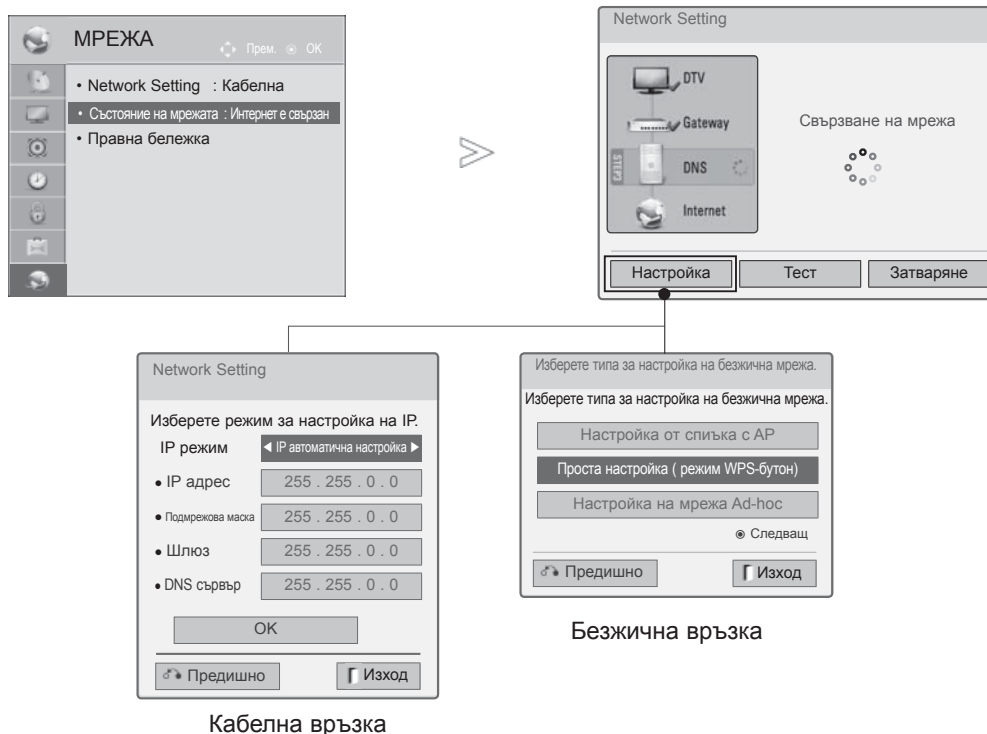 МРЕЖА
Прем. OK
• Network Setting : Кабелна
• Състояние на мрежата : Интернет е свързан
• Правна бележка
Network Setting
DTV
Gateway
DNS
Internet
Свързване на мрежа
Настройка
Тест
Затваряне
Network Setting
Изберете режим за настройка на IP.
IP режим
◀ IP автоматична настройка ▶
• IP адрес
255 . 255 . 0 . 0
• Подмрежова маска
255 . 255 . 0 . 0
• Шлюз
255 . 255 . 0 . 0
• DNS сървър
255 . 255 . 0 . 0
OK
Предишно
Изход
Кабелна връзка
Изберете типа за настройка на безжична мрежа.
Изберете типа за настройка на безжична мрежа.
Настройка от спиъка с AP
Проста настройка ( режим WPS-бутон)
Настройка на мрежа Ad-hoc
Следващ
Предишно
Изход
Безжична връзка